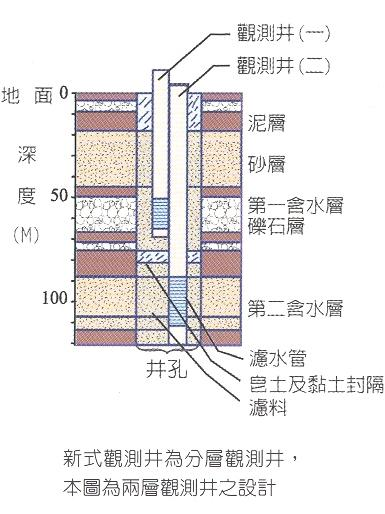 觀測井(一)
觀測井(二)
地面 0
泥層
深度(M)
砂層
50
第一含水層
礫石層
100
第二含水層
濾水管
井孔
皂土及黏土封隔
濾料
新式觀測井為分層觀測井，
本圖為兩層觀測井之設計